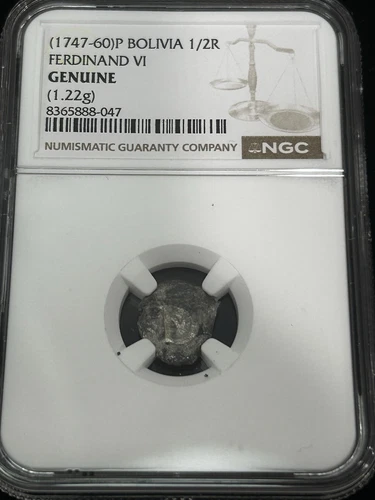 (1747-60)P BOLIVIA 1/2R
FERDINAND VI
GENUINE
(1.22g)
8365888-047
NUMISMATIC GUARANTY COMPANY NGC